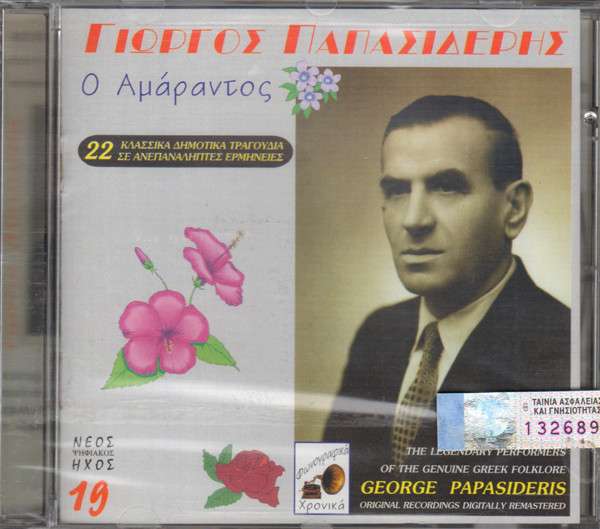 ΓΙΩΡΓΟΣ ΠΑΠΑΣΙΔΕΡΗΣ
Ο Αμάραντος
22 ΚΛΑΣΣΙΚΑ ΔΗΜΟΤΙΚΑ ΤΡΑΓΟΥΔΙΑ
ΣΕ ΑΝΕΠΑΝΑΛΗΠΤΕΣ ΕΡΜΗΝΕΙΕΣ
ΤΑΙΝΙΑ ΑΣΦΑΛΕΙΑΣ
ΚΑΙ ΓΝΗΣΙΟΤΗΤΑΣ
132689
ΝΕΟΣ
ΨΗΦΙΑΚΟΣ
ΗΧΟΣ
19
Φωνογραφικά
Χρονικά
THE LEGENDARY PERFORMERS
OF THE GENUINE GREEK FOLKLORE
GEORGE PAPASIDERIS
ORIGINAL RECORDINGS DIGITALLY REMASTERED